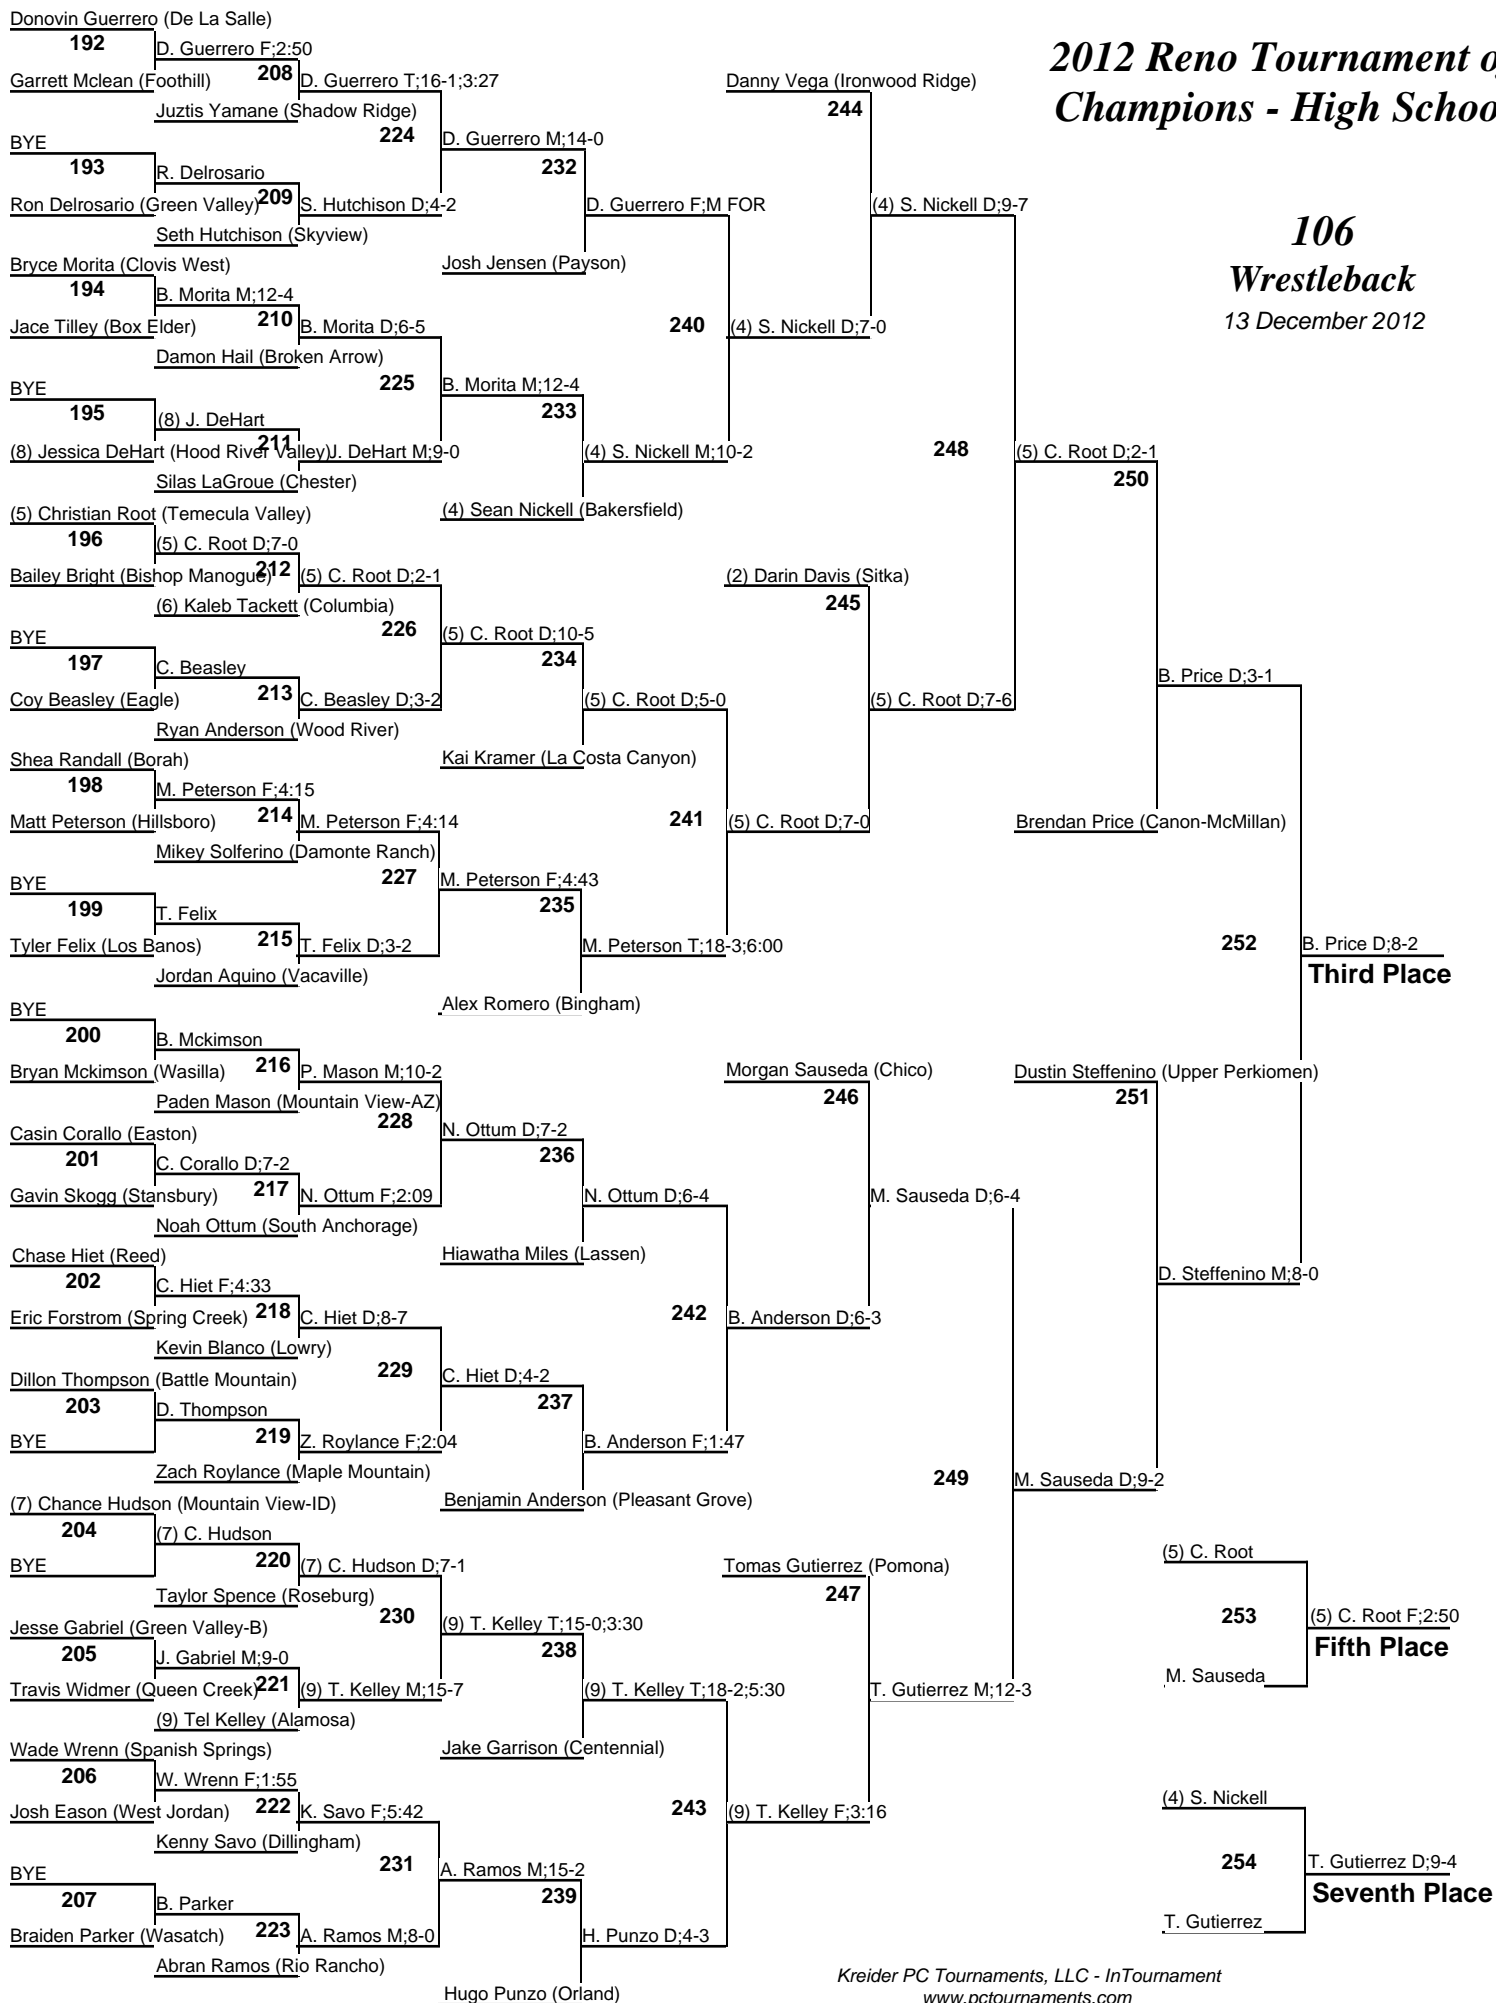 Donovin Guerrero (De La Salle)
192
D. Guerrero F;2:50
Garrett Mclean (Foothill)
208
D. Guerrero T;16-1;3:27
Juztis Yamane (Shadow Ridge)
224
BYE
D. Guerrero M;14-0
193
R. Delrosario
232
Ron Delrosario (Green Valley)
209
S. Hutchison D;4-2
D. Guerrero F;M FOR
Seth Hutchison (Skyview)
Bryce Morita (Clovis West)
Josh Jensen (Payson)
194
B. Morita M;12-4
Jace Tilley (Box Elder)
210
B. Morita D;6-5
240
(4) S. Nickell D;7-0
Damon Hail (Broken Arrow)
225
BYE
B. Morita M;12-4
195
(8) J. DeHart
233
(8) Jessica DeHart (Hood River Valley)
211
J. DeHart M;9-0
(4) S. Nickell M;10-2
Silas LaGroue (Chester)
(4) Sean Nickell (Bakersfield)
Danny Vega (Ironwood Ridge)
244
(4) S. Nickell D;9-7
2012 Reno Tournament o
Champions - High Schoo
106
Wrestleback
13 December 2012
248
(5) C. Root D;2-1
250
(5) Christian Root (Temecula Valley)
196
(5) C. Root D;7-0
Bailey Bright (Bishop Manogue)
212
(5) C. Root D;2-1
(6) Kaleb Tackett (Columbia)
226
BYE
(5) C. Root D;10-5
197
C. Beasley
234
Coy Beasley (Eagle)
213
C. Beasley D;3-2
(5) C. Root D;5-0
Ryan Anderson (Wood River)
Shea Randall (Borah)
Kai Kramer (La Costa Canyon)
198
M. Peterson F;4:15
Matt Peterson (Hillsboro)
214
M. Peterson F;4:14
241
(5) C. Root D;7-0
Mikey Solferino (Damonte Ranch)
227
BYE
M. Peterson F;4:43
199
T. Felix
235
Tyler Felix (Los Banos)
215
T. Felix D;3-2
M. Peterson T;18-3;6:00
Jordan Aquino (Vacaville)
Alex Romero (Bingham)
(2) Darin Davis (Sitka)
245
(5) C. Root D;7-6
B. Price D;3-1
Brendan Price (Canon-McMillan)
252
B. Price D;8-2
Third Place
BYE
200
B. Mckimson
Bryan Mckimson (Wasilla)
216
P. Mason M;10-2
Paden Mason (Mountain View-AZ)
228
Casin Corallo (Easton)
N. Ottum D;7-2
201
C. Corallo D;7-2
236
Gavin Skogg (Stansbury)
217
N. Ottum F;2:09
N. Ottum D;6-4
Noah Ottum (South Anchorage)
Chase Hiet (Reed)
Hiawatha Miles (Lassen)
202
C. Hiet F;4:33
Eric Forstrom (Spring Creek)
218
C. Hiet D;8-7
242
B. Anderson D;6-3
Kevin Blanco (Lowry)
229
Dillon Thompson (Battle Mountain)
C. Hiet D;4-2
203
D. Thompson
237
BYE
219
Z. Roylance F;2:04
B. Anderson F;1:47
Zach Roylance (Maple Mountain)
Benjamin Anderson (Pleasant Grove)
Morgan Sauseda (Chico)
246
M. Sauseda D;6-4
Dustin Steffenino (Upper Perkiomen)
251
D. Steffenino M;8-0
249
M. Sauseda D;9-2
(7) Chance Hudson (Mountain View-ID)
204
(7) C. Hudson
BYE
220
(7) C. Hudson D;7-1
Taylor Spence (Roseburg)
230
Jesse Gabriel (Green Valley-B)
(9) T. Kelley T;15-0;3:30
205
J. Gabriel M;9-0
238
Travis Widmer (Queen Creek)
221
(9) T. Kelley M;15-7
(9) T. Kelley T;18-2;5:30
(9) Tel Kelley (Alamosa)
Wade Wrenn (Spanish Springs)
Jake Garrison (Centennial)
206
W. Wrenn F;1:55
Josh Eason (West Jordan)
222
K. Savo F;5:42
243
(9) T. Kelley F;3:16
Kenny Savo (Dillingham)
231
BYE
A. Ramos M;15-2
207
B. Parker
239
Braiden Parker (Wasatch)
223
A. Ramos M;8-0
H. Punzo D;4-3
Abran Ramos (Rio Rancho)
Hugo Punzo (Orland)
Tomas Gutierrez (Pomona)
247
T. Gutierrez M;12-3
(5) C. Root
253
(5) C. Root F;2:50
Fifth Place
M. Sauseda
(4) S. Nickell
254
T. Gutierrez D;9-4
Seventh Place
T. Gutierrez
Kreider PC Tournaments, LLC - InTournament
www.pctournaments.com